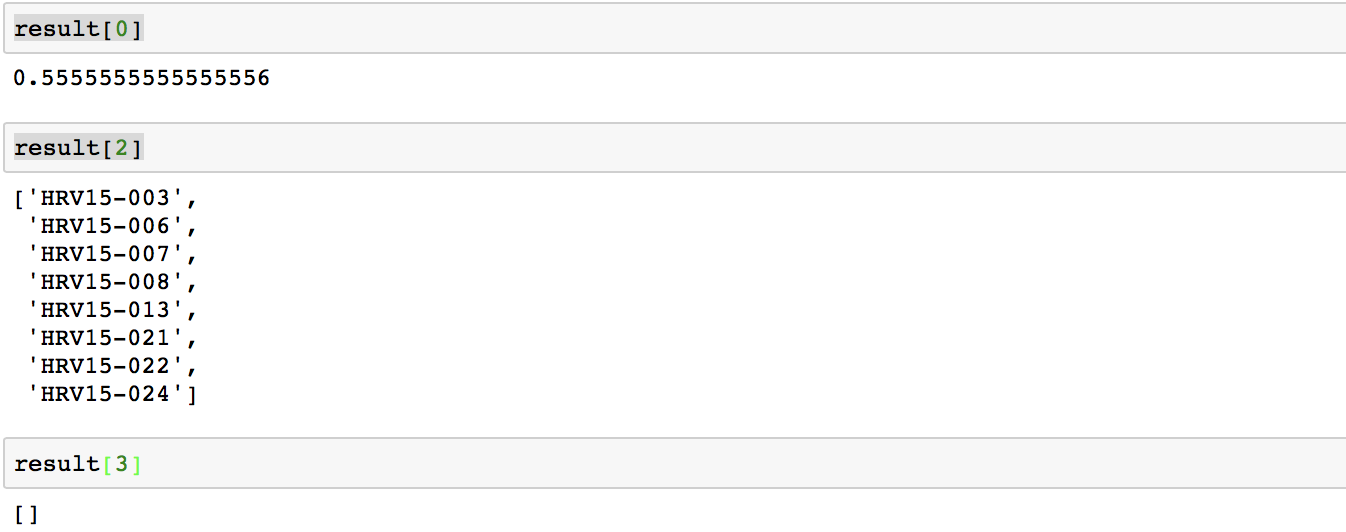 result[0]
0.5555555555555556
result[2]
['HRV15-003',
 'HRV15-006',
 'HRV15-007',
 'HRV15-008',
 'HRV15-013',
 'HRV15-021',
 'HRV15-022',
 'HRV15-024']
result[3]
[]